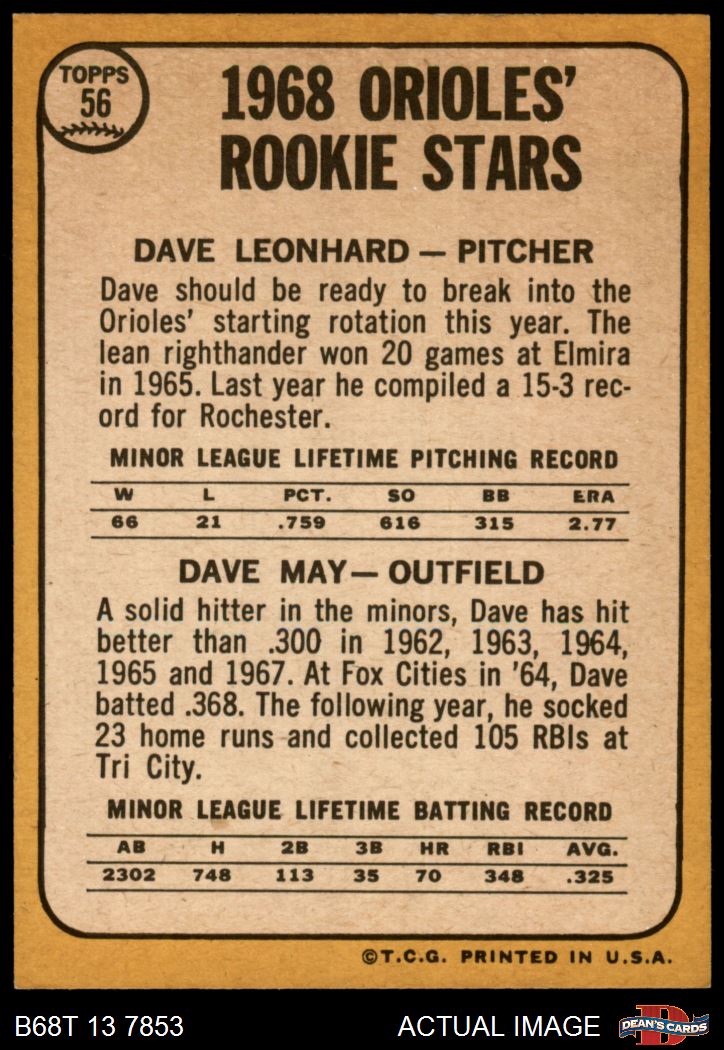 TOPPS
56
1968 ORIOLES'
ROOKIE STARS
DAVE LEONHARD — PITCHER
Dave should be ready to break into the
Orioles' starting rotation this year. The
lean righthander won 20 games at Elmira
in 1965. Last year he compiled a 15-3 rec-
ord for Rochester.
MINOR LEAGUE LIFETIME PITCHING RECORD
W L PCT. SO BB ERA
66 21 .759 616 315 2.77
DAVE MAY — OUTFIELD
A solid hitter in the minors, Dave has hit
better than .300 in 1962, 1963, 1964,
1965 and 1967. At Fox Cities in '64, Dave
batted .368. The following year, he socked
23 home runs and collected 105 RBIs at
Tri City.
MINOR LEAGUE LIFETIME BATTING RECORD
AB H 2B 3B HR RBI AVG.
2302 748 113 35 70 348 .325
©T.C.G. PRINTED IN U.S.A.
B68T 13 7853 ACTUAL IMAGE
DEAN'S CARDS